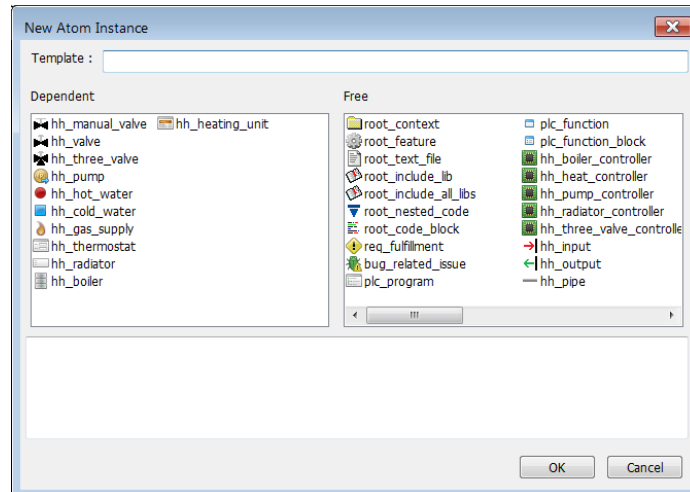 New Atom Instance
Template :
Dependent
Free
hh_manual_valve
hh_valve
hh_three_valve
hh_pump
hh_hot_water
hh_cold_water
hh_gas_supply
hh_thermostat
hh_radiator
hh_boiler
hh_heating_unit
root_context
root_feature
root_text_file
root_include_lib
root_include_all_libs
root_nested_code
root_code_block
req_fulfillment
bug_related_issue
plc_program
plc_function
plc_function_block
hh_boiler_controller
hh_heat_controller
hh_pump_controller
hh_radiator_controller
hh_three_valve_controlle
hh_input
hh_output
hh_pipe
OK
Cancel